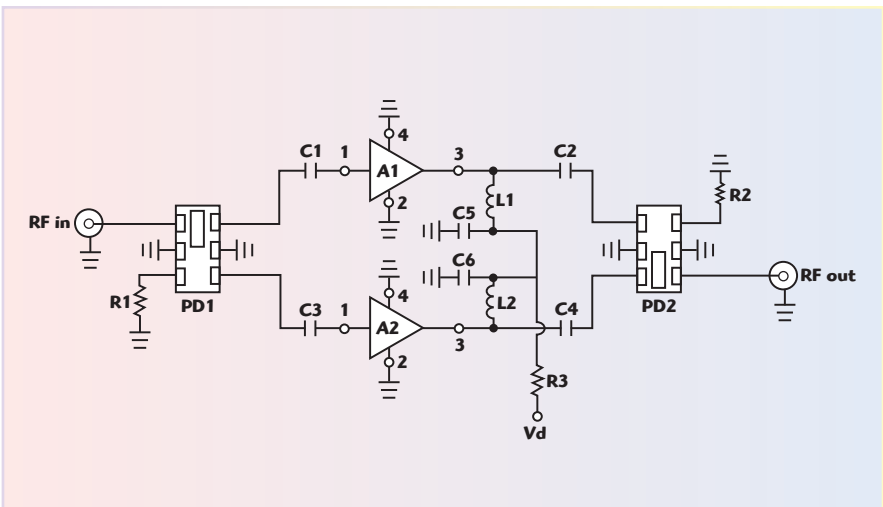 4
C1 1 3 C2
A1
R2
2 L1
C5
RF in
C6
4 RF out
R1 PD1 C3 1 L2 C4 PD2
A2
3
2
R3
Vd